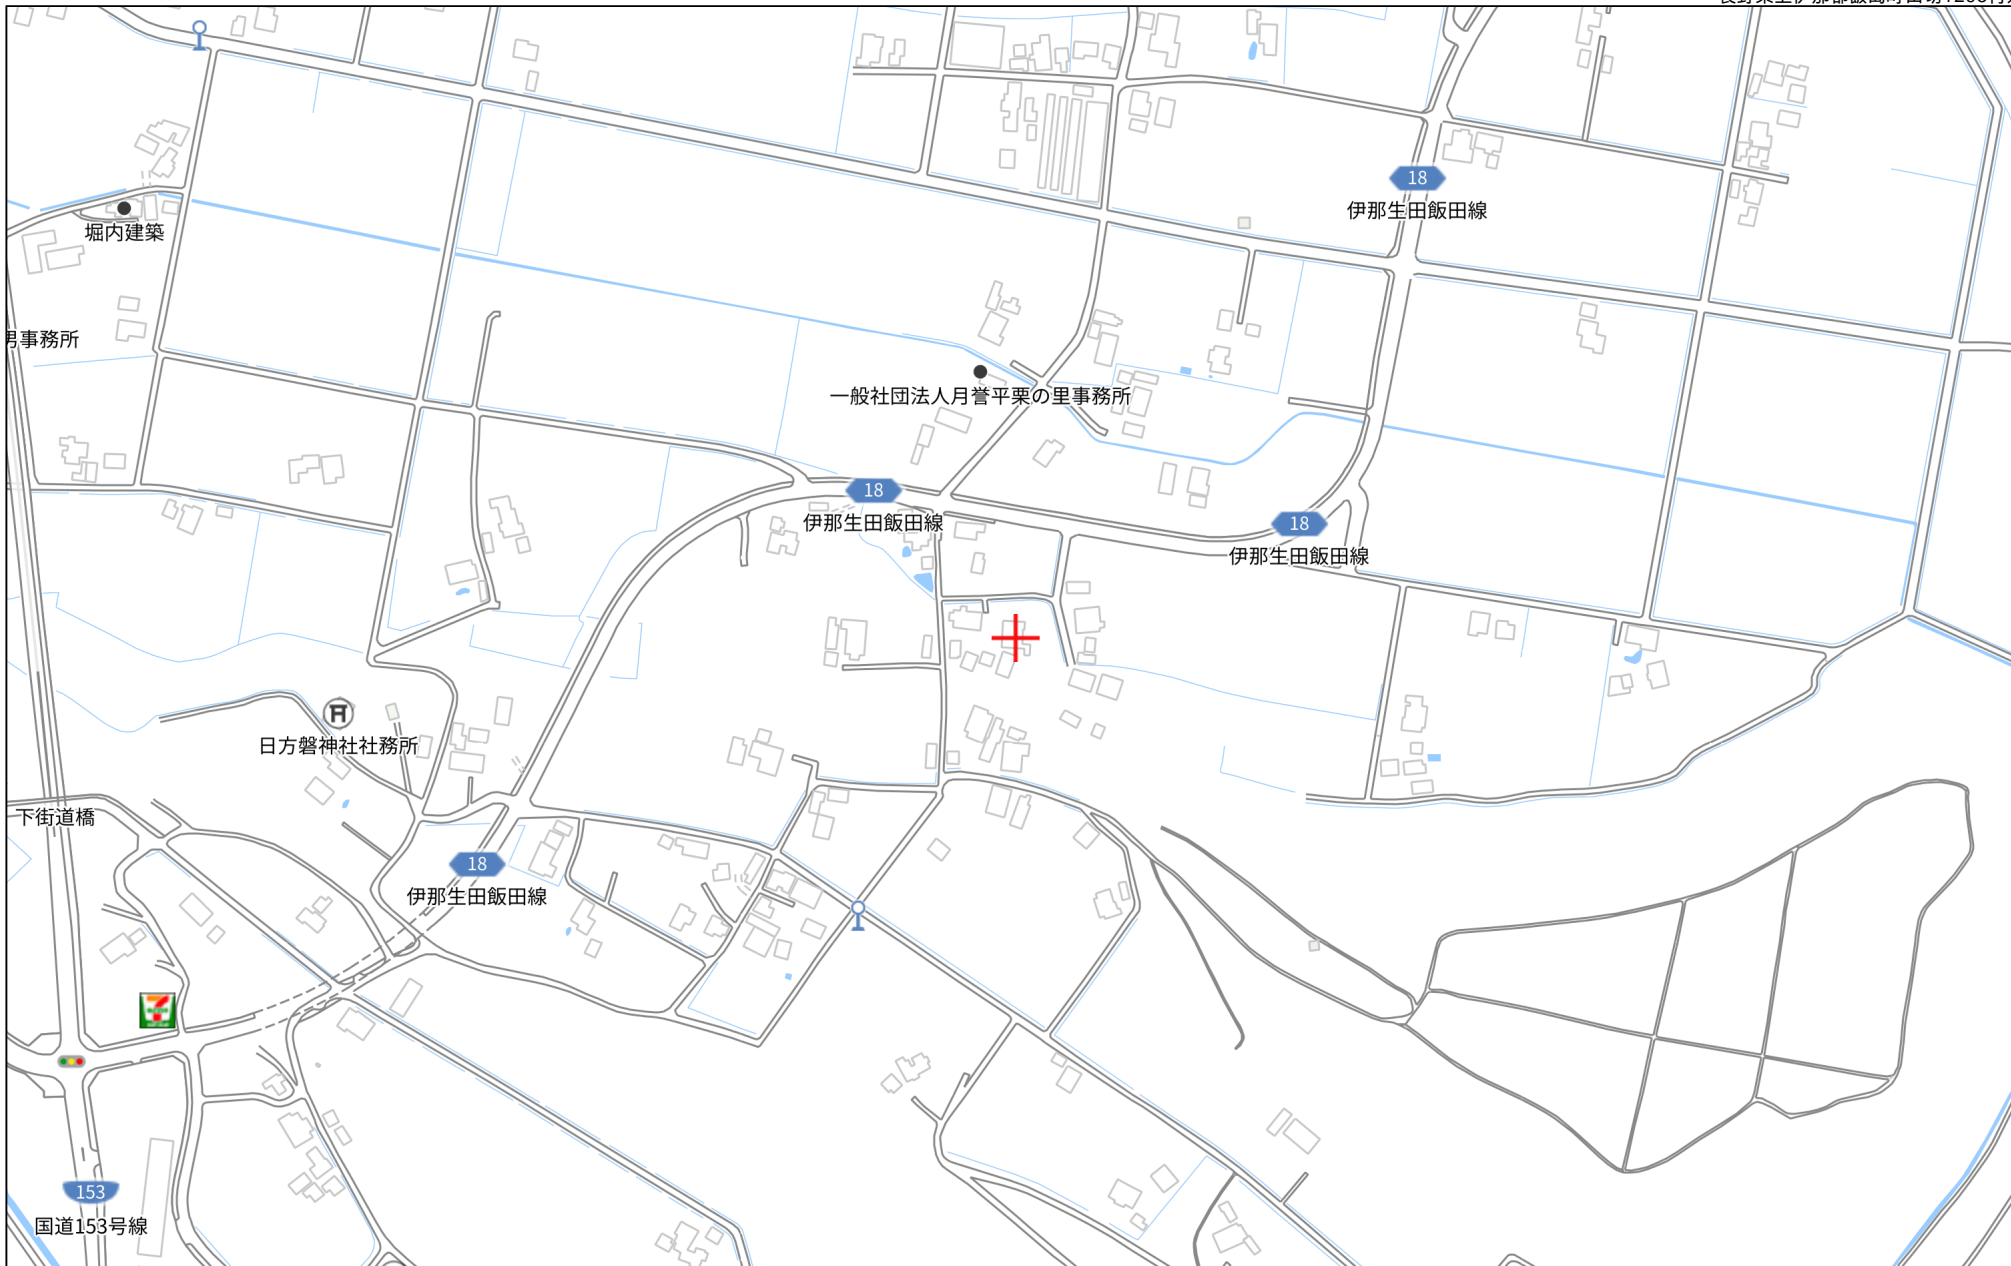 18
伊那生田飯田線
堀内建築
男事務所
一般社団法人月誉平栗の里事務所
18
伊那生田飯田線
18
伊那生田飯田線
日方磐神社社務所
下街道橋
18
伊那生田飯田線
153
国道153号線